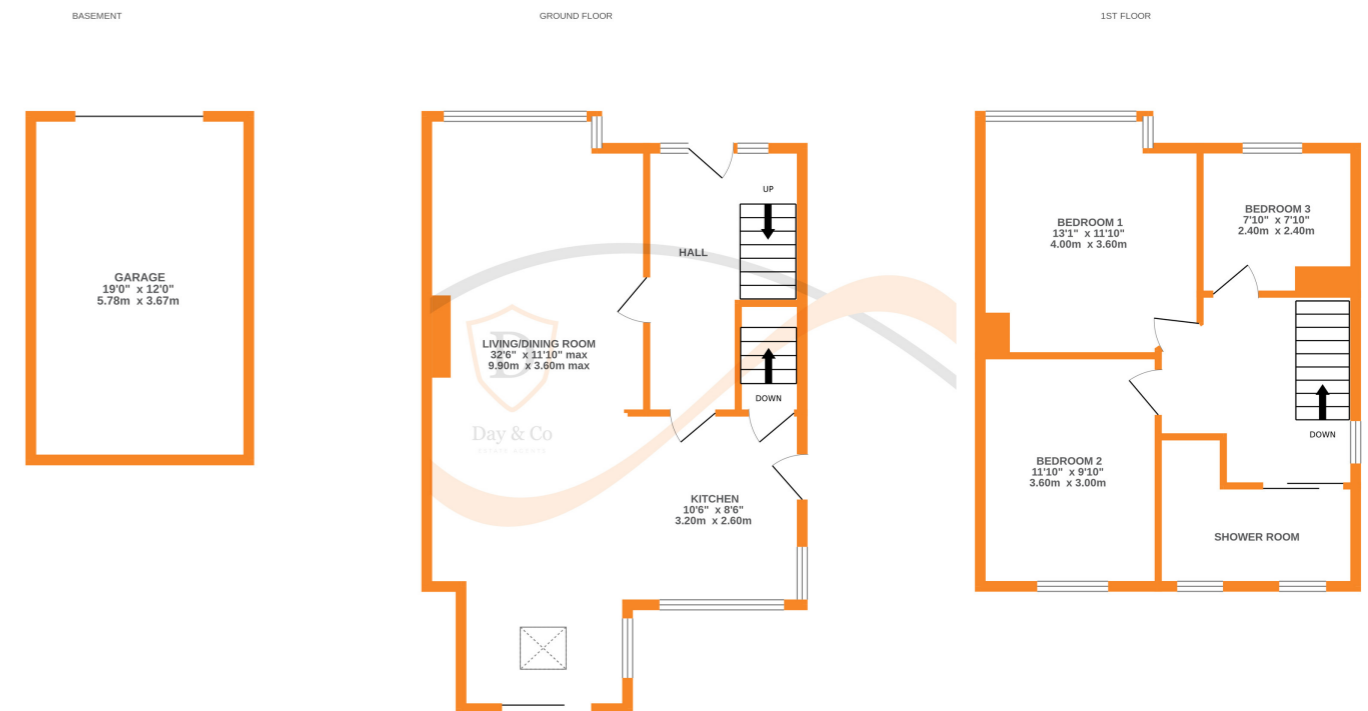 BASEMENT
GROUND FLOOR
1ST FLOOR
GARAGE
19'0" x 12'0"
5.78m x 3.67m
UP
HALL
LIVING/DINING ROOM
32'6" x 11'10" max
9.90m x 3.60m max
D
Day & Co
ESTATE AGENTS
DOWN
KITCHEN
10'6" x 8'6"
3.20m x 2.60m
BEDROOM 1
13'1" x 11'10"
4.00m x 3.60m
BEDROOM 3
7'10" x 7'10"
2.40m x 2.40m
DOWN
BEDROOM 2
11'10" x 9'10"
3.60m x 3.00m
SHOWER ROOM